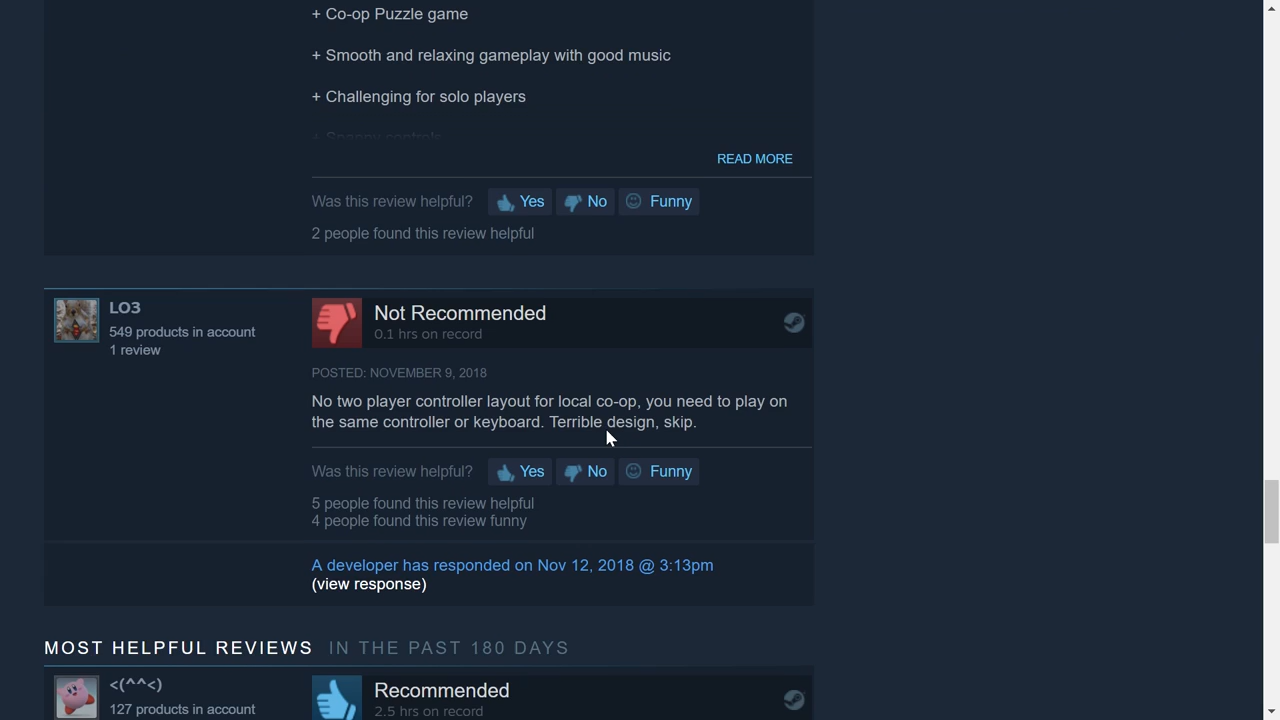 + Co-op Puzzle game
+ Smooth and relaxing gameplay with good music
+ Challenging for solo players
+ Snappy controls
READ MORE
Was this review helpful? Yes No Funny
2 people found this review helpful
LO3
549 products in account
1 review
Not Recommended
0.1 hrs on record
POSTED: NOVEMBER 9, 2018
No two player controller layout for local co-op, you need to play on
the same controller or keyboard. Terrible design, skip.
Was this review helpful? Yes No Funny
5 people found this review helpful
4 people found this review funny
A developer has responded on Nov 12, 2018 @ 3:13pm
(view response)
MOST HELPFUL REVIEWS IN THE PAST 180 DAYS
<(^^<)
127 products in account
Recommended
2.5 hrs on record